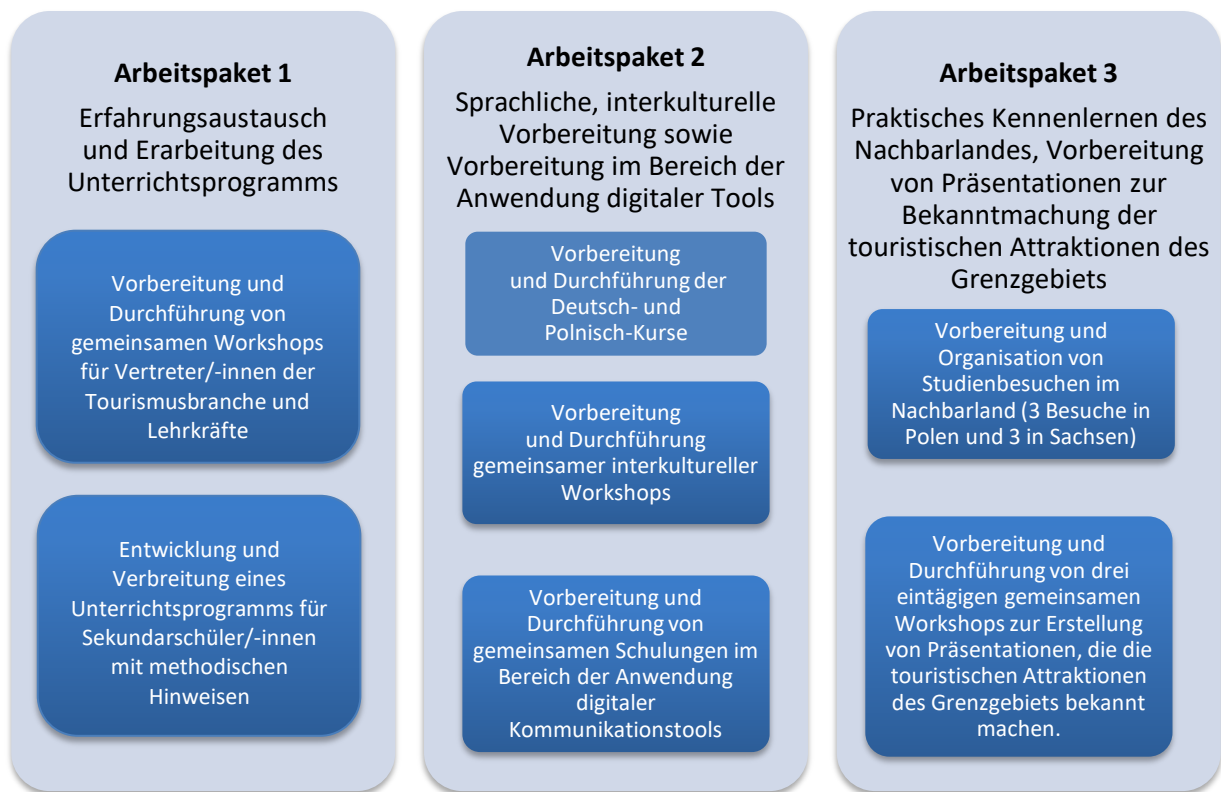 Arbeitspaket 1
Erfahrungsaustausch
und Erarbeitung des
Unterrichtsprogramms
Vorbereitung und
Durchführung von
gemeinsamen Workshops
für Vertreter/-innen der
Tourismusbranche und
Lehrkräfte
Entwicklung und
Verbreitung eines
Unterrichtsprogramms für
Sekundarschüler/-innen
mit methodischen
Hinweisen
Arbeitspaket 2
Sprachliche, interkulturelle
Vorbereitung sowie
Vorbereitung im Bereich der
Anwendung digitaler Tools
Vorbereitung
und Durchführung der
Deutsch- und
Polnisch-Kurse
Vorbereitung
und Durchführung
gemeinsamer interkultureller
Workshops
Vorbereitung und
Durchführung von
gemeinsamen Schulungen im
Bereich der Anwendung
digitaler
Kommunikationstools
Arbeitspaket 3
Praktisches Kennenlernen des
Nachbarlandes, Vorbereitung
von Präsentationen zur
Bekanntmachung der
touristischen Attraktionen des
Grenzgebiets
Vorbereitung und
Organisation von
Studienbesuchen im
Nachbarland (3 Besuche in
Polen und 3 in Sachsen)
Vorbereitung und
Durchführung von drei
eintägigen gemeinsamen
Workshops zur Erstellung
von Präsentationen, die die
touristischen Attraktionen
des Grenzgebiets bekannt
machen.